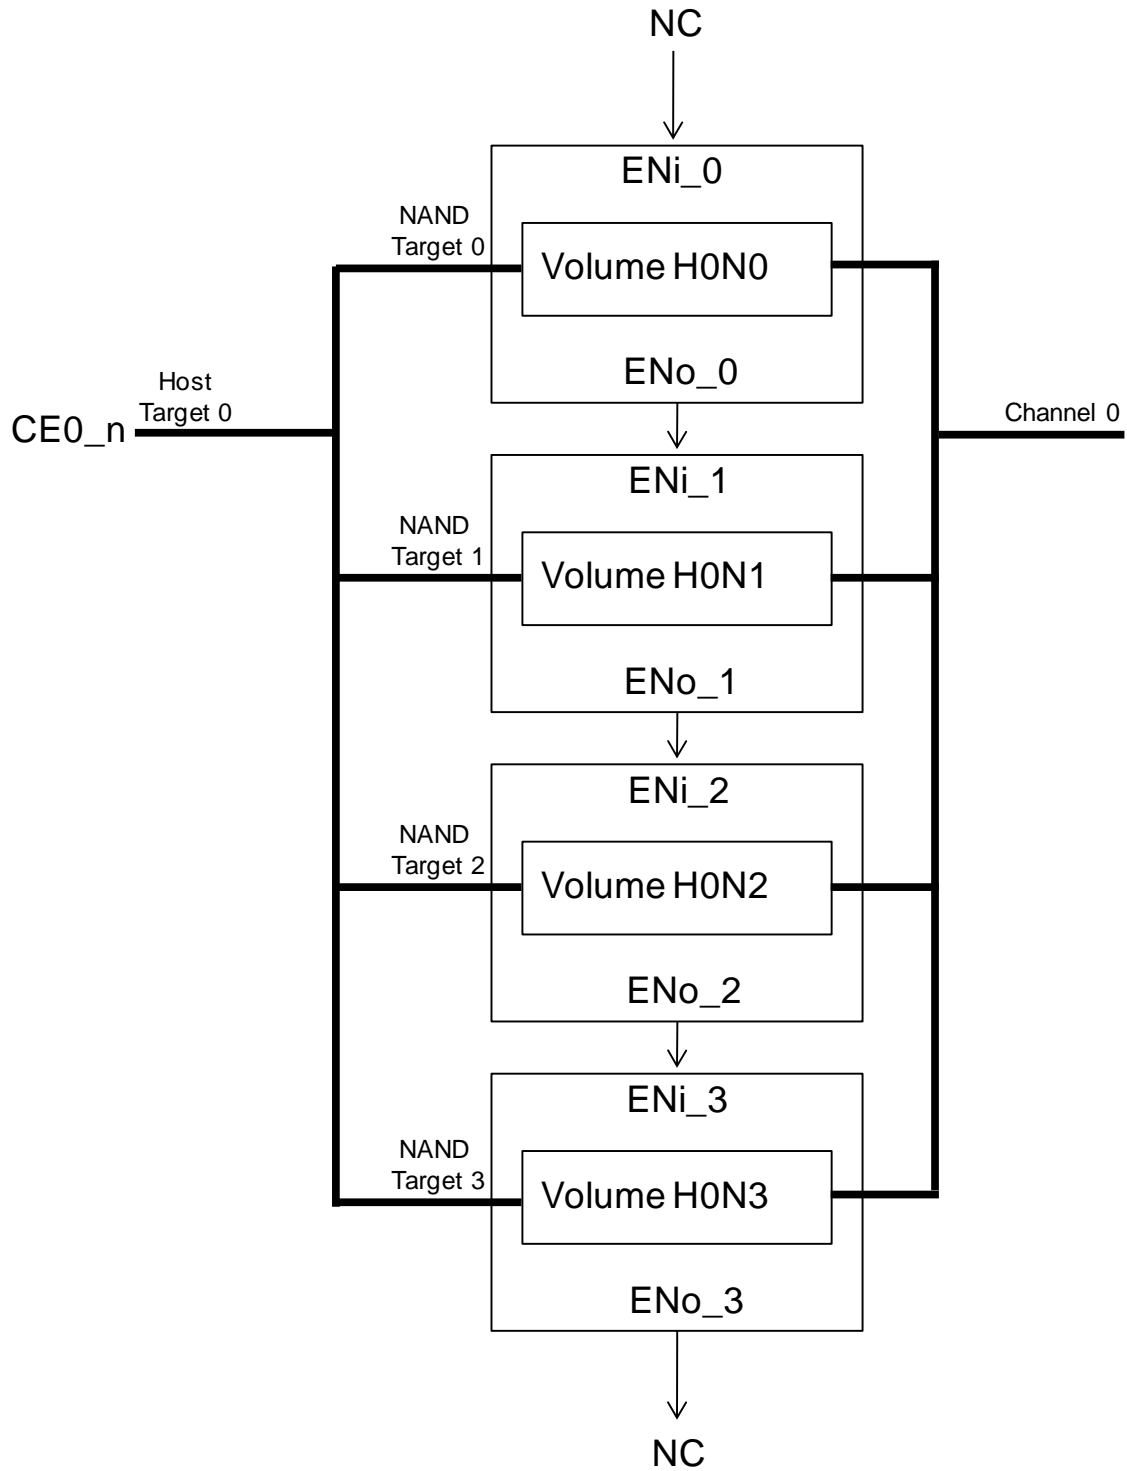 NC
ENi_0
NAND
Target 0
Volume H0N0
ENo_0
Host
Target 0
CE0_n
Channel 0
ENi_1
NAND
Target 1
Volume H0N1
ENo_1
ENi_2
NAND
Target 2
Volume H0N2
ENo_2
ENi_3
NAND
Target 3
Volume H0N3
ENo_3
NC